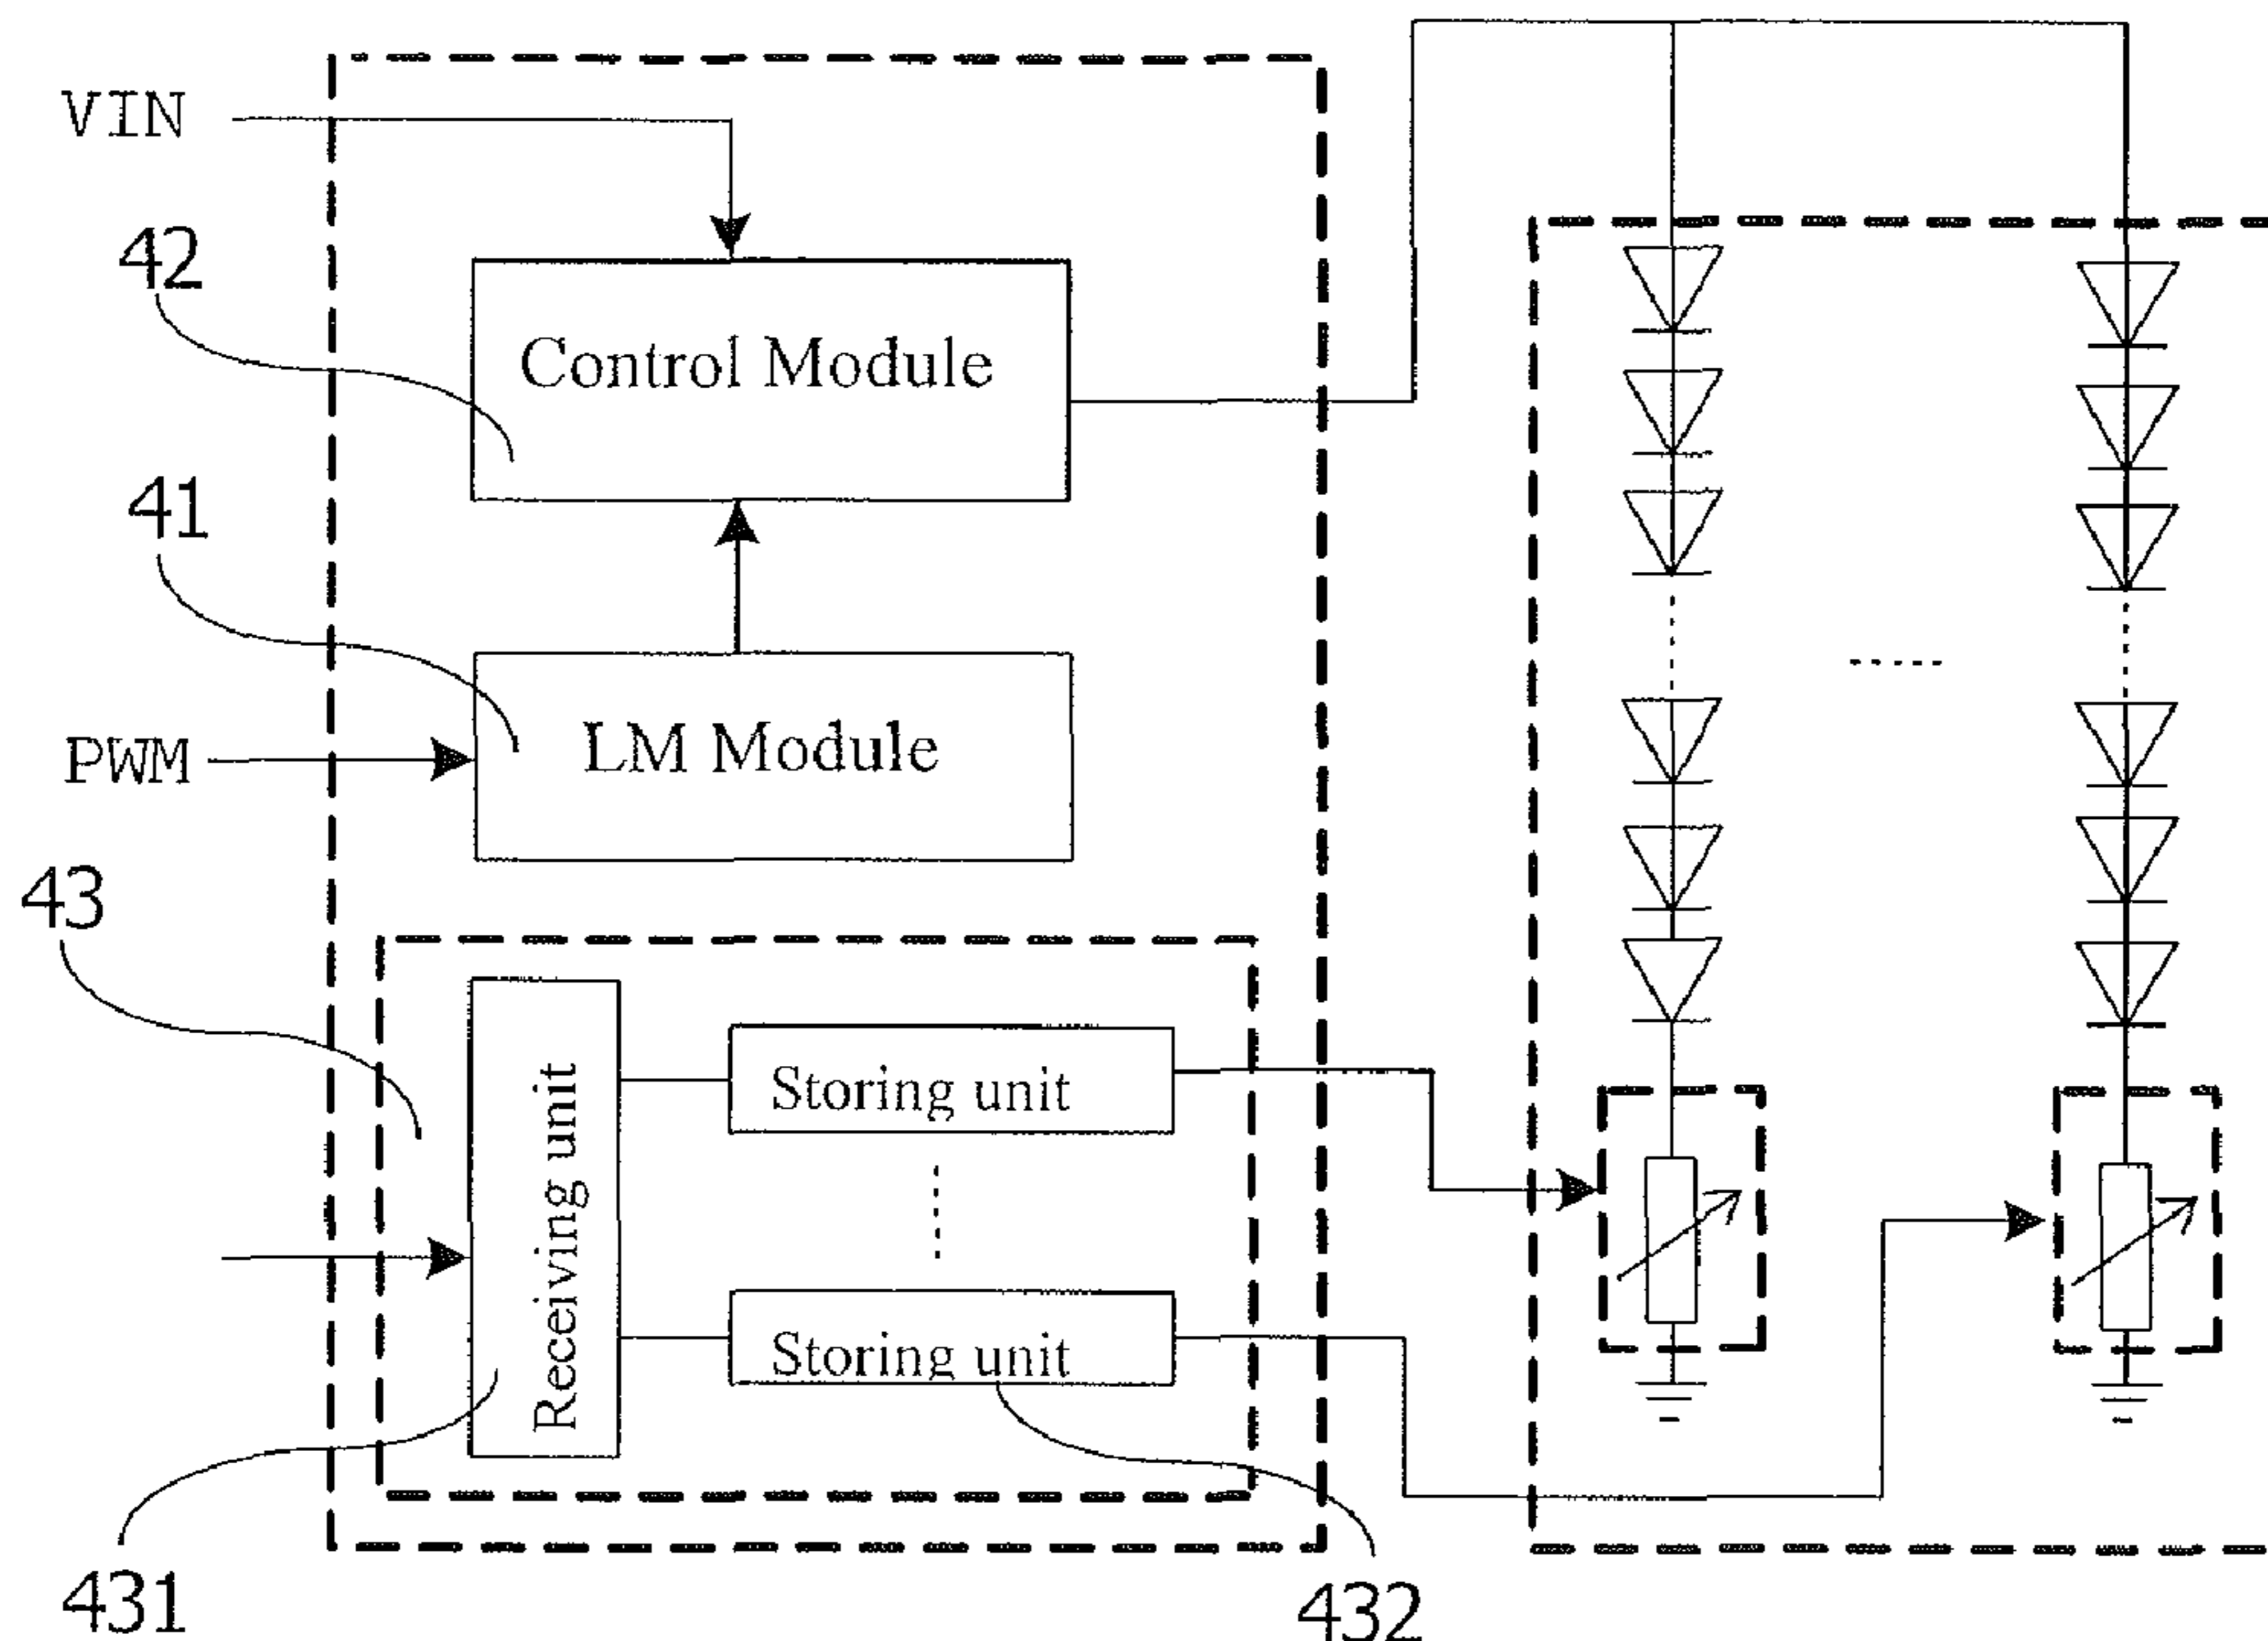 VIN
42
Control Module
41
LM Module
PWM
43
Receiving unit
Storing unit
Storing unit
431
432